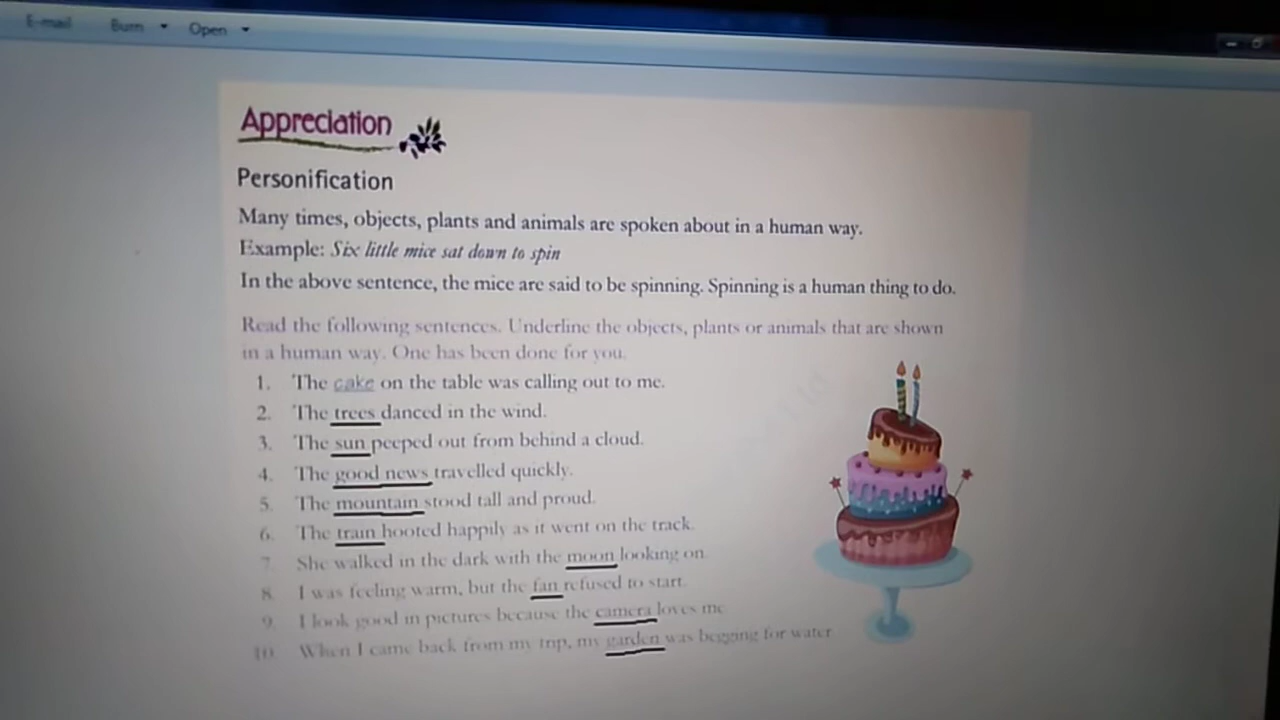 E-mail Burn Open
Appreciation
Personification
Many times, objects, plants and animals are spoken about in a human way.
Example: Six little mice sat down to spin
In the above sentence, the mice are said to be spinning. Spinning is a human thing to do.
Read the following sentences. Underline the objects, plants or animals that are shown
in a human way. One has been done for you.
1. The cake on the table was calling out to me.
2. The trees danced in the wind.
3. The sun peeped out from behind a cloud.
4. The good news travelled quickly.
5. The mountain stood tall and proud.
6. The train hooted happily as it went on the track.
7. She walked in the dark with the moon looking on.
8. I was feeling warm, but the fan refused to start.
9. I look good in pictures because the camera loves me
10. When I came back from my trip, my garden was begging for water